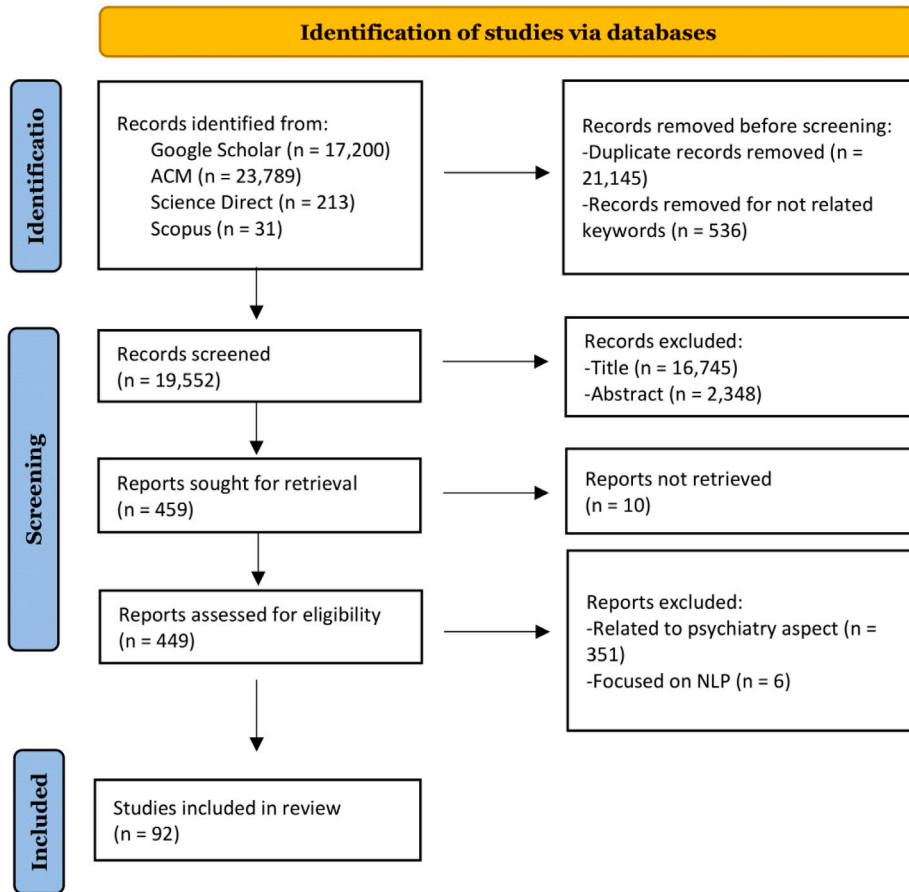 Identification of studies via databases
Identificatio
Records identified from:
Google Scholar (n = 17,200)
ACM (n = 23,789)
Science Direct (n = 213)
Scopus (n = 31)
Records removed before screening:
-Duplicate records removed (n =
21,145)
-Records removed for not related
keywords (n = 536)
Screening
Records screened
(n = 19,552)
Records excluded:
-Title (n = 16,745)
-Abstract (n = 2,348)
Reports sought for retrieval
(n = 459)
Reports not retrieved
(n = 10)
Reports assessed for eligibility
(n = 449)
Reports excluded:
-Related to psychiatry aspect (n =
351)
-Focused on NLP (n = 6)
Included
Studies included in review
(n = 92)